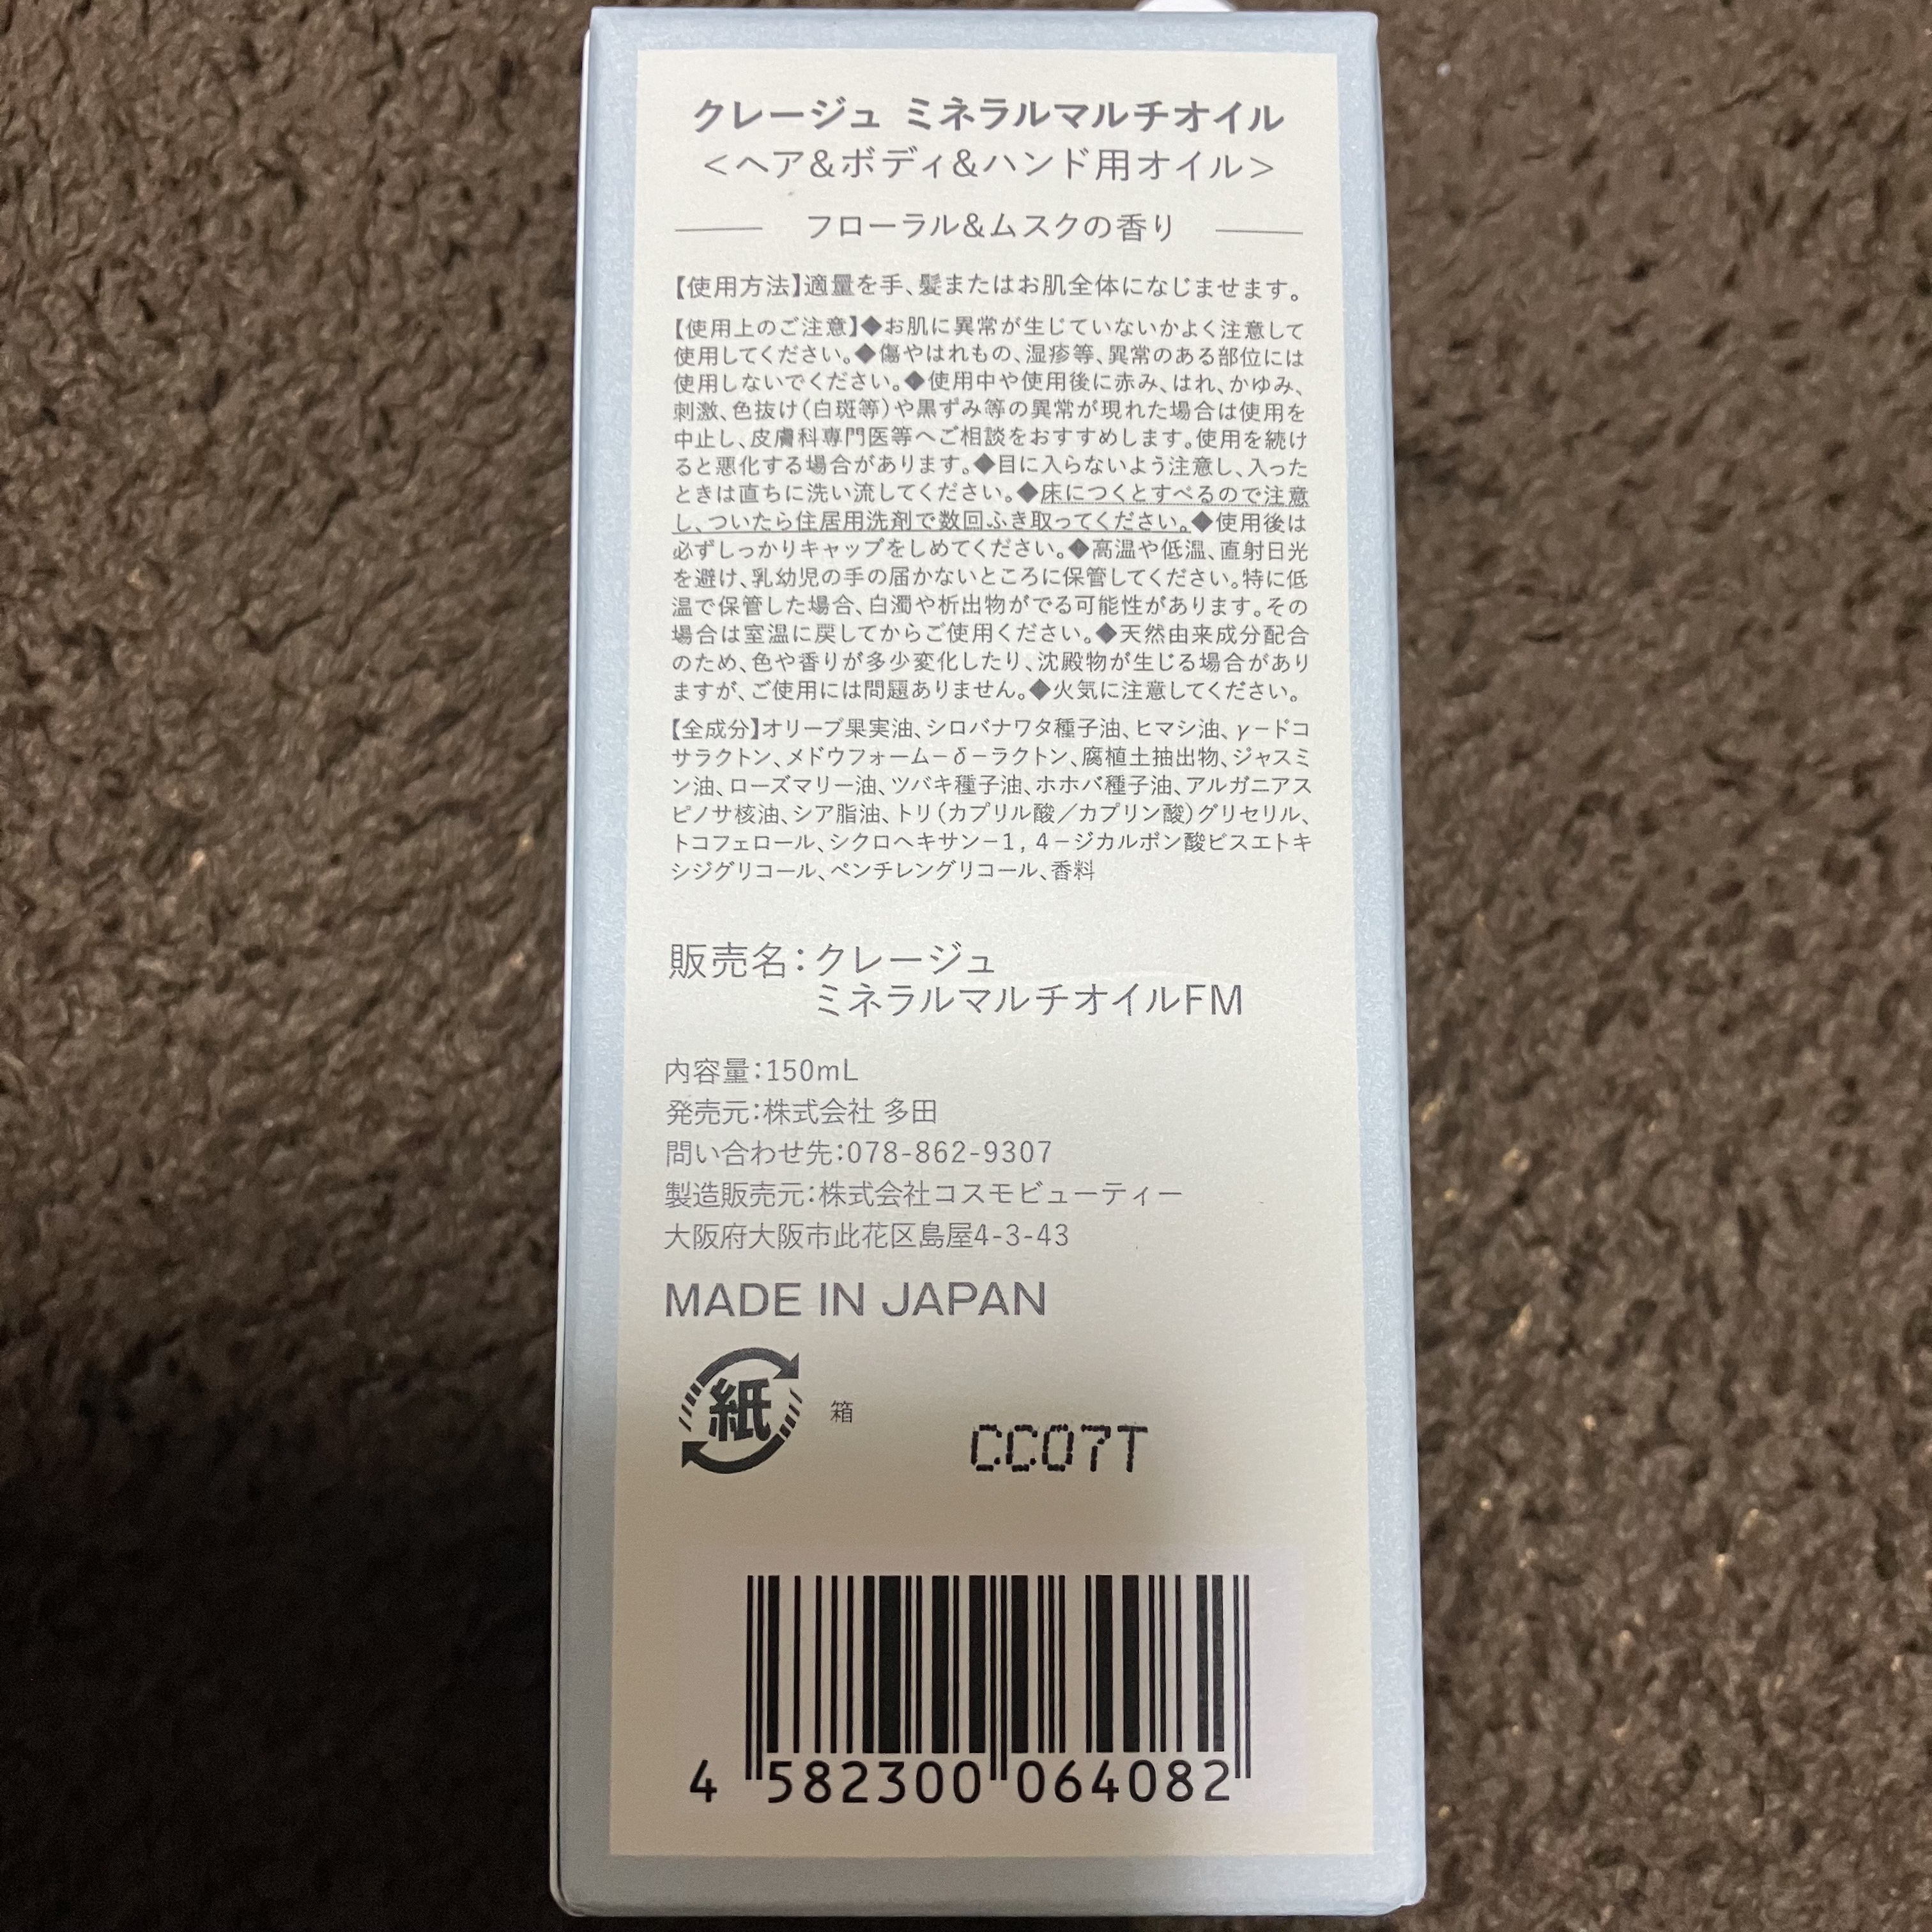 クレージュ ミネラルマルチオイル
＜ヘア&ボディ&ハンド用オイル＞
フローラル&ムスクの香り
【使用方法】適量を手、髪またはお肌全体になじませます。
【使用上のご注意】◆お肌に異常が生じていないかよく注意して
使用してください。◆傷やはれもの、湿疹等、異常のある部位には
使用しないでください。◆使用中や使用後に赤み、はれ、かゆみ、
刺激、色抜け（白斑等）や黒ずみ等の異常が現れた場合は使用を
中止し、皮膚科専門医等へご相談をおすすめします。使用を続け
ると悪化する場合があります。◆目に入らないよう注意し、入った
ときは直ちに洗い流してください。◆床につくとすべるので注意
し、ついたら住居用洗剤で数回ふき取ってください。◆使用後は
必ずしっかりキャップをしめてください。◆高温や低温、直射日光
を避け、乳幼児の手の届かないところに保管してください。特に低
温で保管した場合、白濁や析出物がでる可能性があります。その
場合は室温に戻してからご使用ください。◆天然由来成分配合
のため、色や香りが多少変化したり、沈殿物が生じる場合があり
ますが、ご使用には問題ありません。◆火気に注意してください。
【全成分】オリーブ果実油、シロバナワタ種子油、ヒマシ油、γ－ドコ
サラクトン、メドウフォーム－δ－ラクトン、腐植土抽出物、ジャスミ
ン油、ローズマリー油、ツバキ種子油、ホホバ種子油、アルガニアス
ピノサ核油、シア脂油、トリ（カプリル酸／カプリン酸）グリセリル、
トコフェロール、シクロヘキサン－1，4－ジカルボン酸ビスエトキ
シジグリコール、ペンチレングリコール、香料
販売名：クレージュ
ミネラルマルチオイルFM
内容量：150mL
発売元：株式会社 多田
問い合わせ先：078-862-9307
製造販売元：株式会社コスモビューティー
大阪府大阪市此花区島屋4-3-43
MADE IN JAPAN
紙 箱
CC07T
4 582300 064082